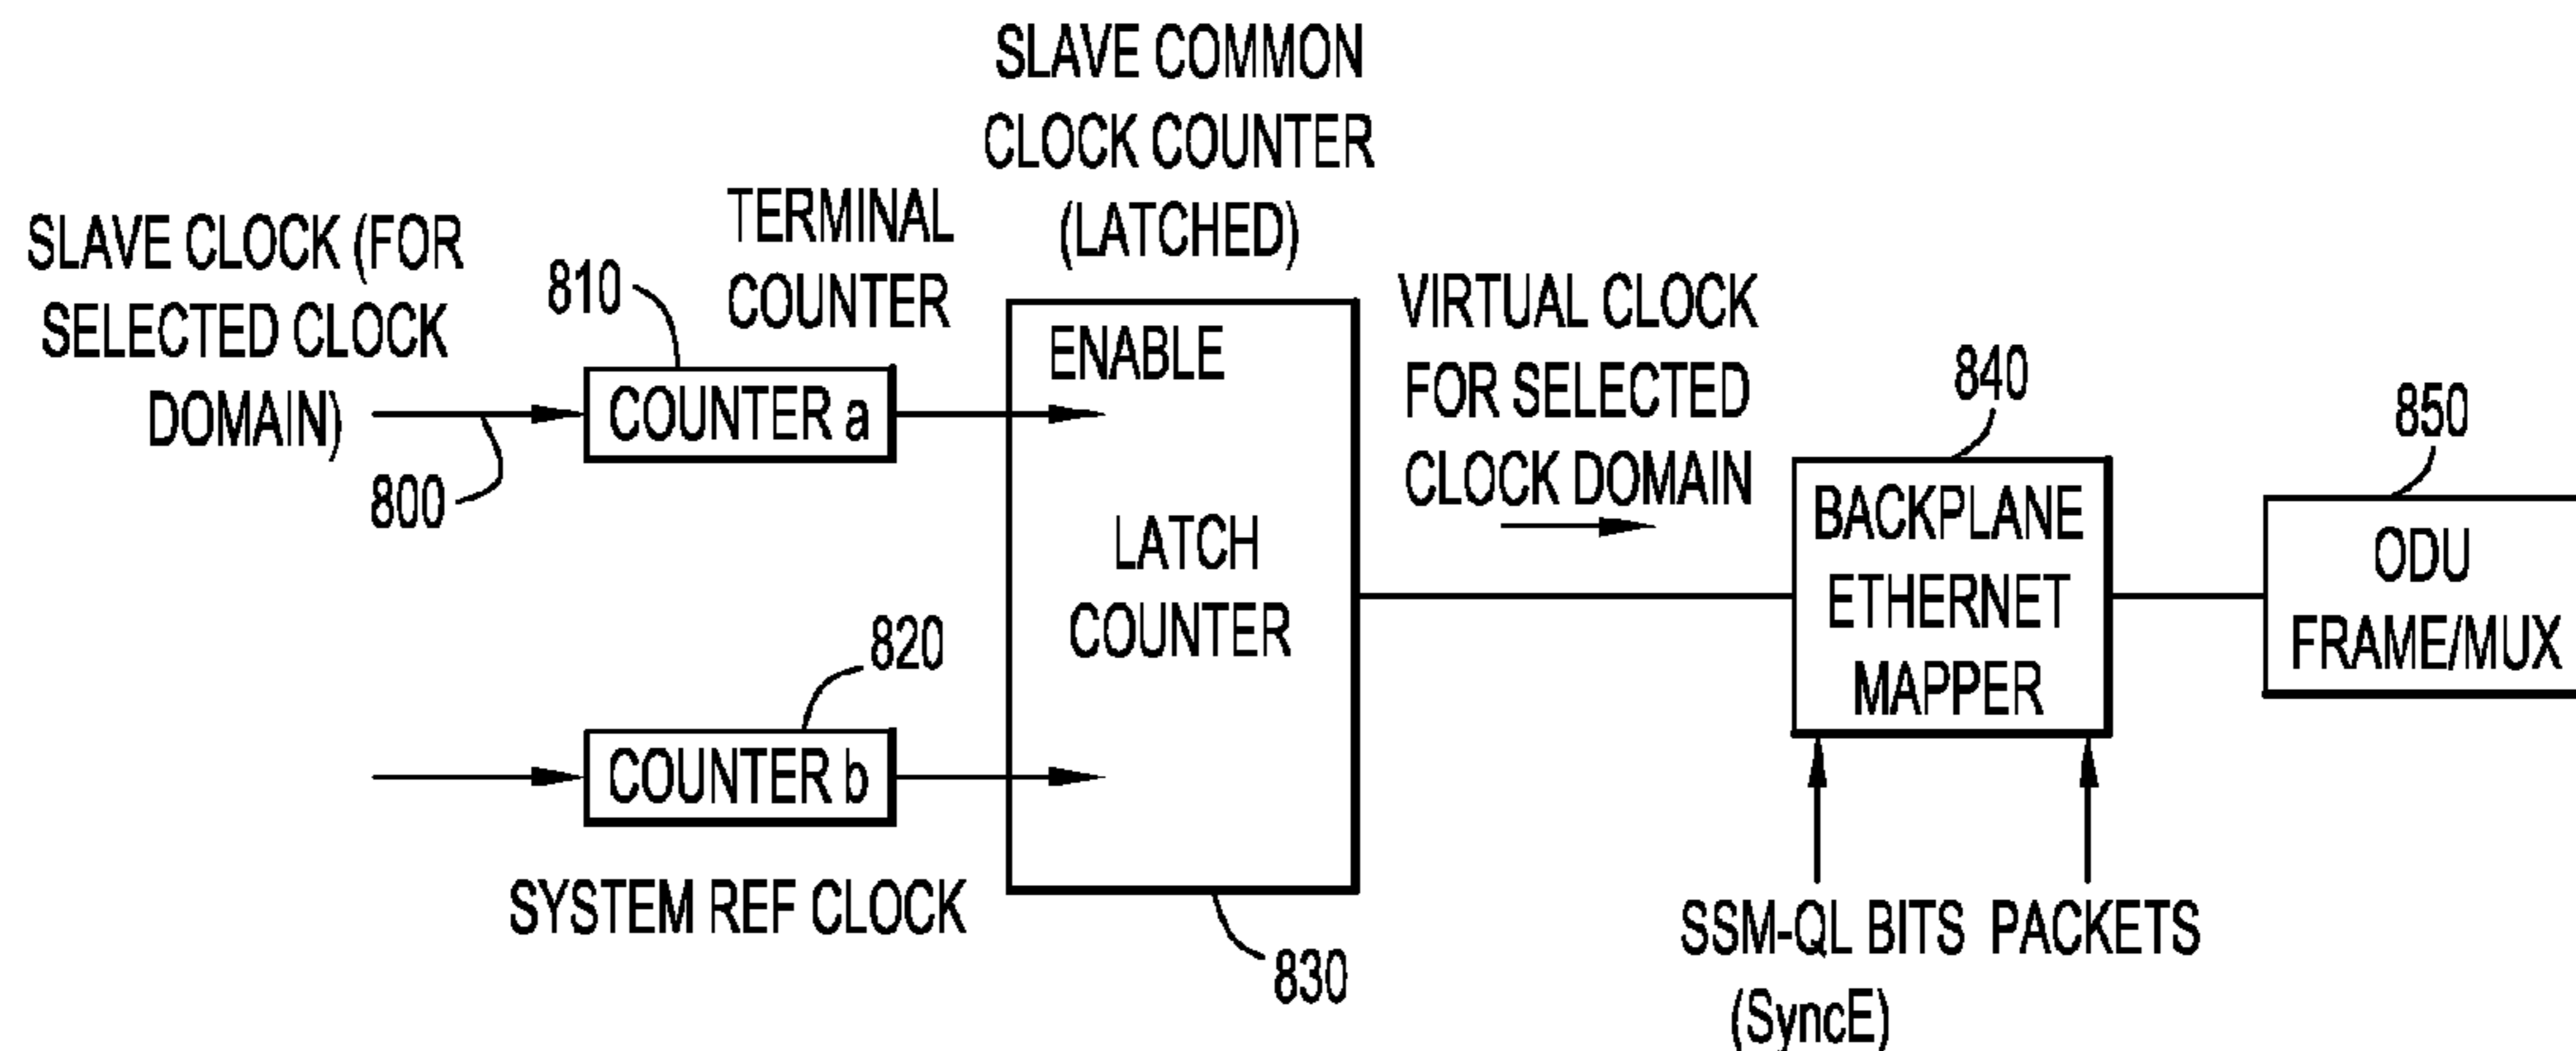 SLAVE COMMON
CLOCK COUNTER
(LATCHED)
SLAVE CLOCK (FOR
SELECTED CLOCK
DOMAIN)
800
810
TERMINAL
COUNTER
COUNTER a
ENABLE
LATCH
COUNTER
820
COUNTER b
SYSTEM REF CLOCK
830
VIRTUAL CLOCK
FOR SELECTED
CLOCK DOMAIN
840
BACKPLANE
ETHERNET
MAPPER
850
ODU
FRAME/MUX
SSM-QL BITS
(SyncE)
PACKETS